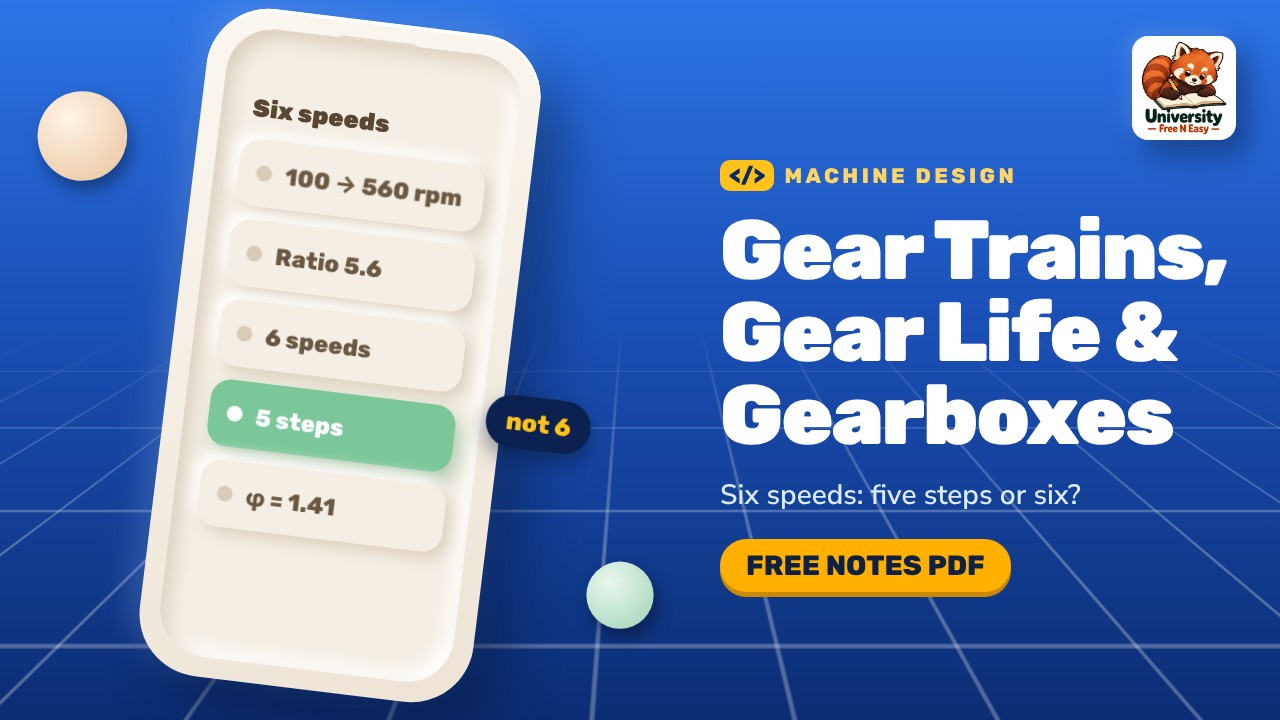 Six speeds
100 → 560 rpm
Ratio 5.6
6 speeds
5 steps
not 6
φ = 1.41
University
Free N Easy
</> MACHINE DESIGN
Gear Trains,
Gear Life &
Gearboxes
Six speeds: five steps or six?
FREE NOTES PDF